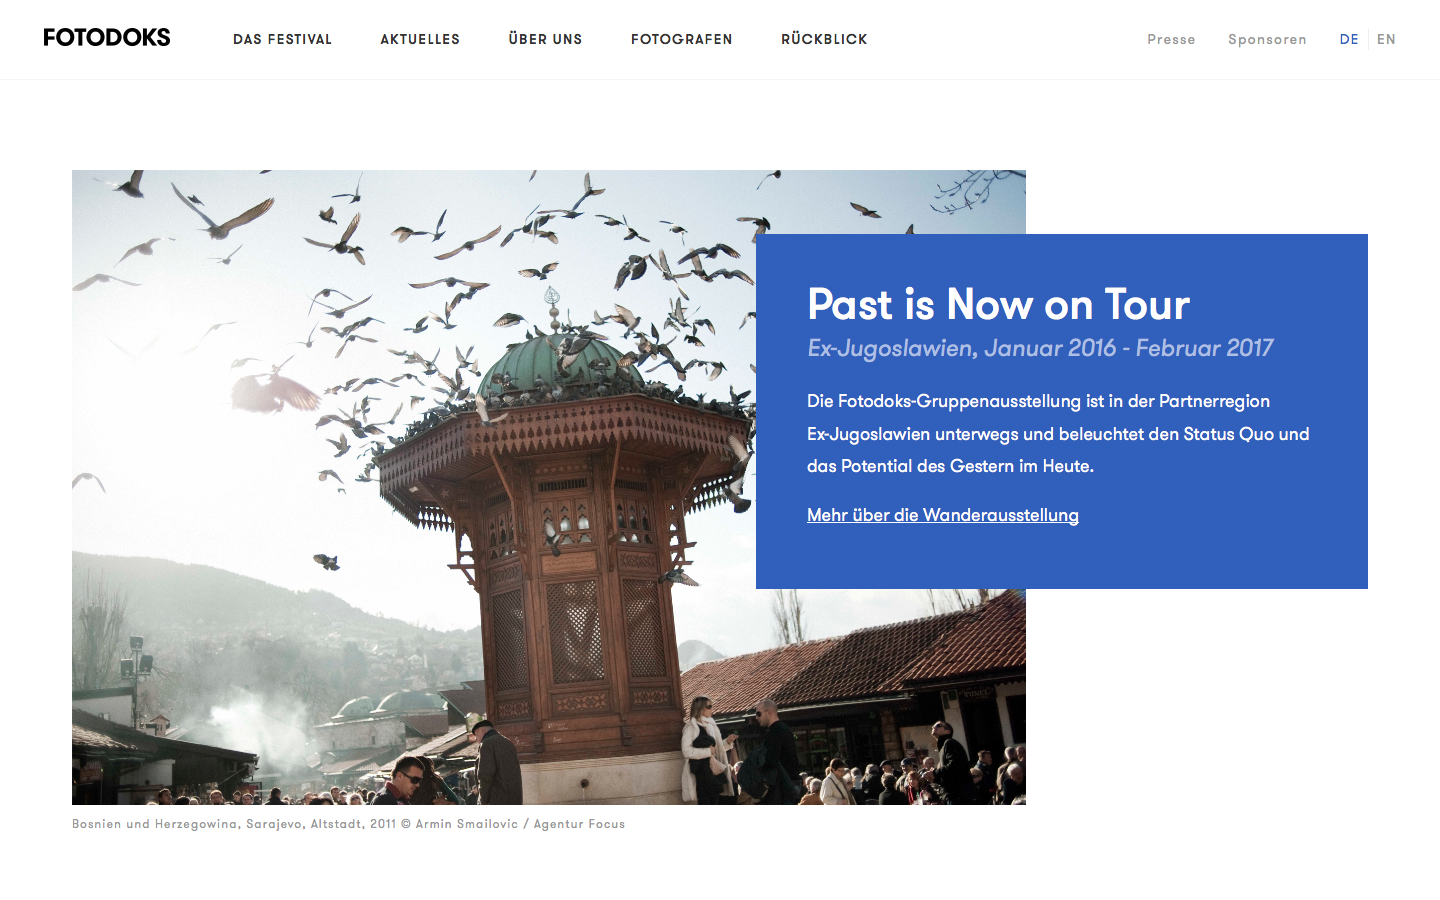 FOTODOKS
DAS FESTIVAL
AKTUELLES
ÜBER UNS
FOTOGRAFEN
RÜCKBLICK
Presse
Sponsoren
DE
EN
Past is Now on Tour
Ex-Jugoslawien, Januar 2016 - Februar 2017
Die Fotodoks-Gruppenausstellung ist in der Partnerregion
Ex-Jugoslawien unterwegs und beleuchtet den Status Quo und
das Potential des Gestern im Heute.
Mehr über die Wanderausstellung
Bosnien und Herzegowina, Sarajevo, Altstadt, 2011 © Armin Smailovic / Agentur Focus